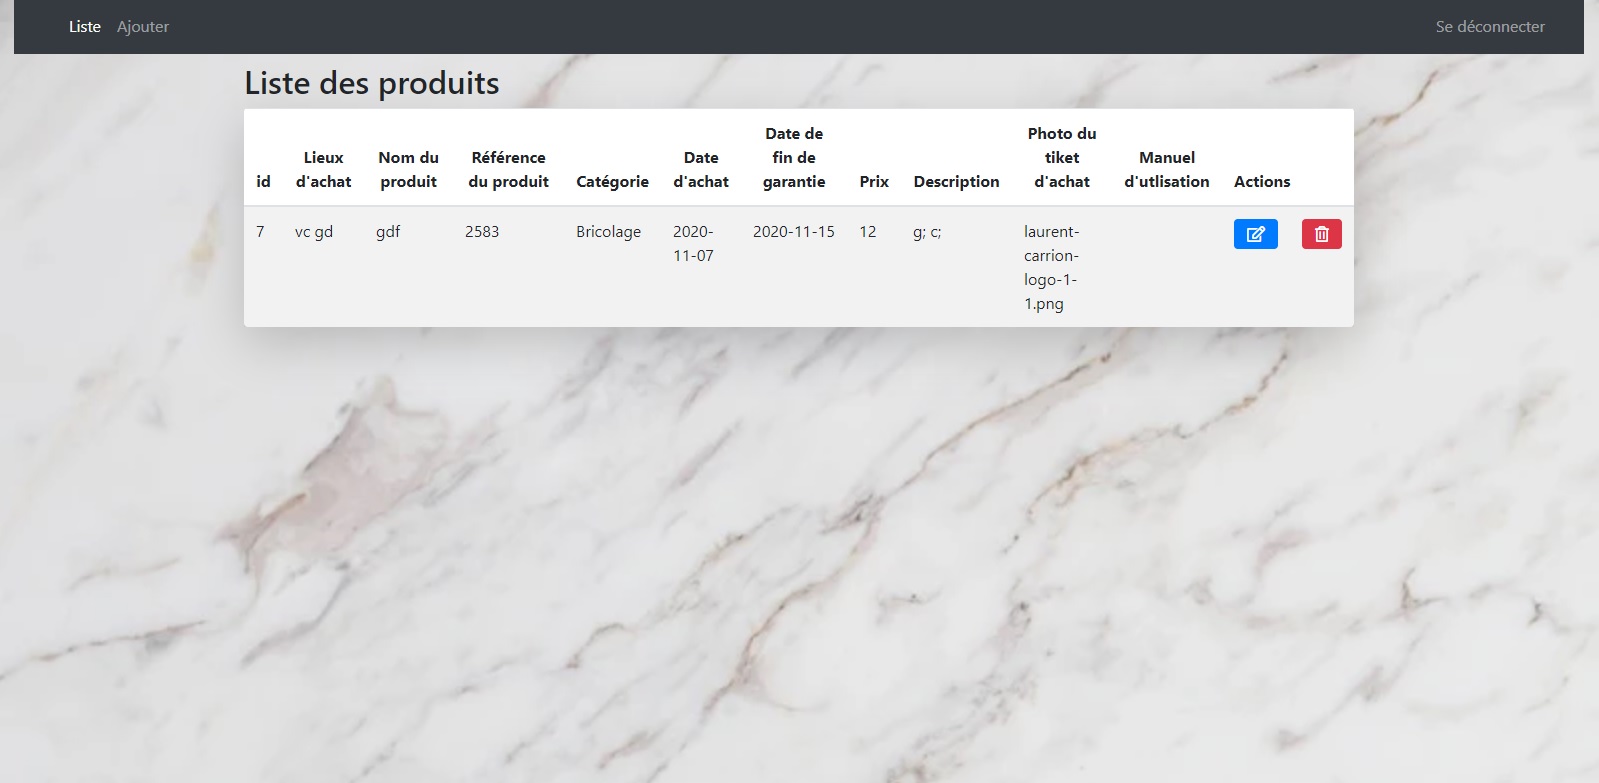 Liste Ajouter Se déconnecter
Liste des produits
id
Lieux
d'achat
Nom du
produit
Référence
du produit
Catégorie
Date
d'achat
Date de
fin de
garantie
Prix
Description
Photo du
tiket
d'achat
Manuel
d'utlisation
Actions
7
vc gd
gdf
2583
Bricolage
2020-
11-07
2020-11-15
12
g; c;
laurent-
carrion-
logo-1-
1.png